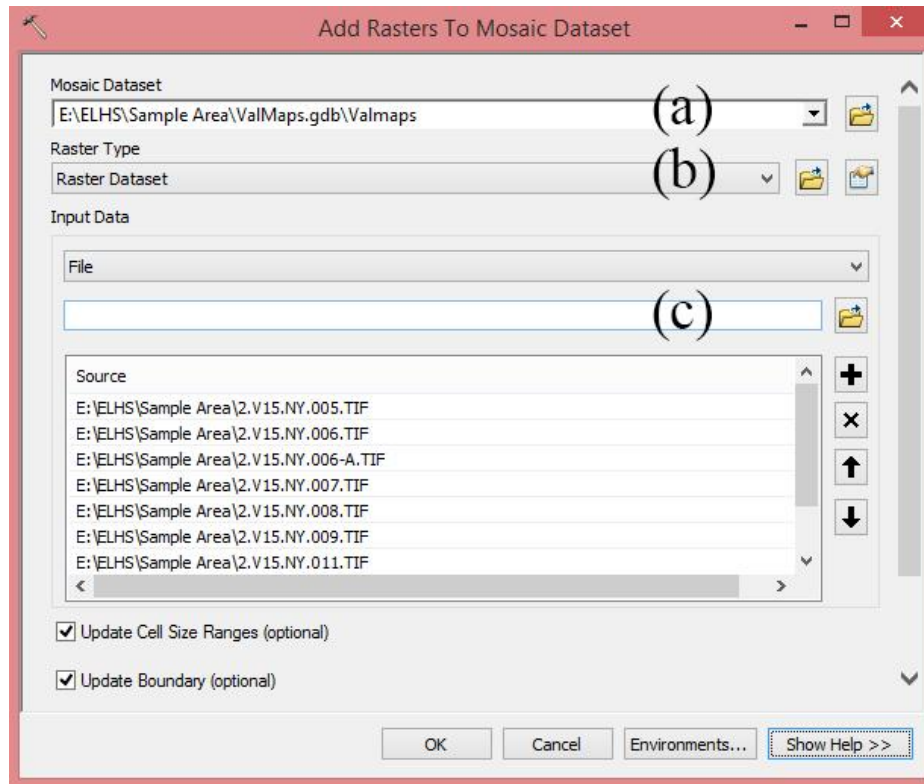 Add Rasters To Mosaic Dataset
Mosaic Dataset
E:\ELHS\Sample Area\ValMaps.gdb\Valmaps
(a)
Raster Type
Raster Dataset
(b)
Input Data
File
(c)
Source
E:\ELHS\Sample Area\2.V15.NY.005.TIF
E:\ELHS\Sample Area\2.V15.NY.006.TIF
E:\ELHS\Sample Area\2.V15.NY.006-A.TIF
E:\ELHS\Sample Area\2.V15.NY.007.TIF
E:\ELHS\Sample Area\2.V15.NY.008.TIF
E:\ELHS\Sample Area\2.V15.NY.009.TIF
E:\ELHS\Sample Area\2.V15.NY.011.TIF
Update Cell Size Ranges (optional)
Update Boundary (optional)
OK Cancel Environments... Show Help >>